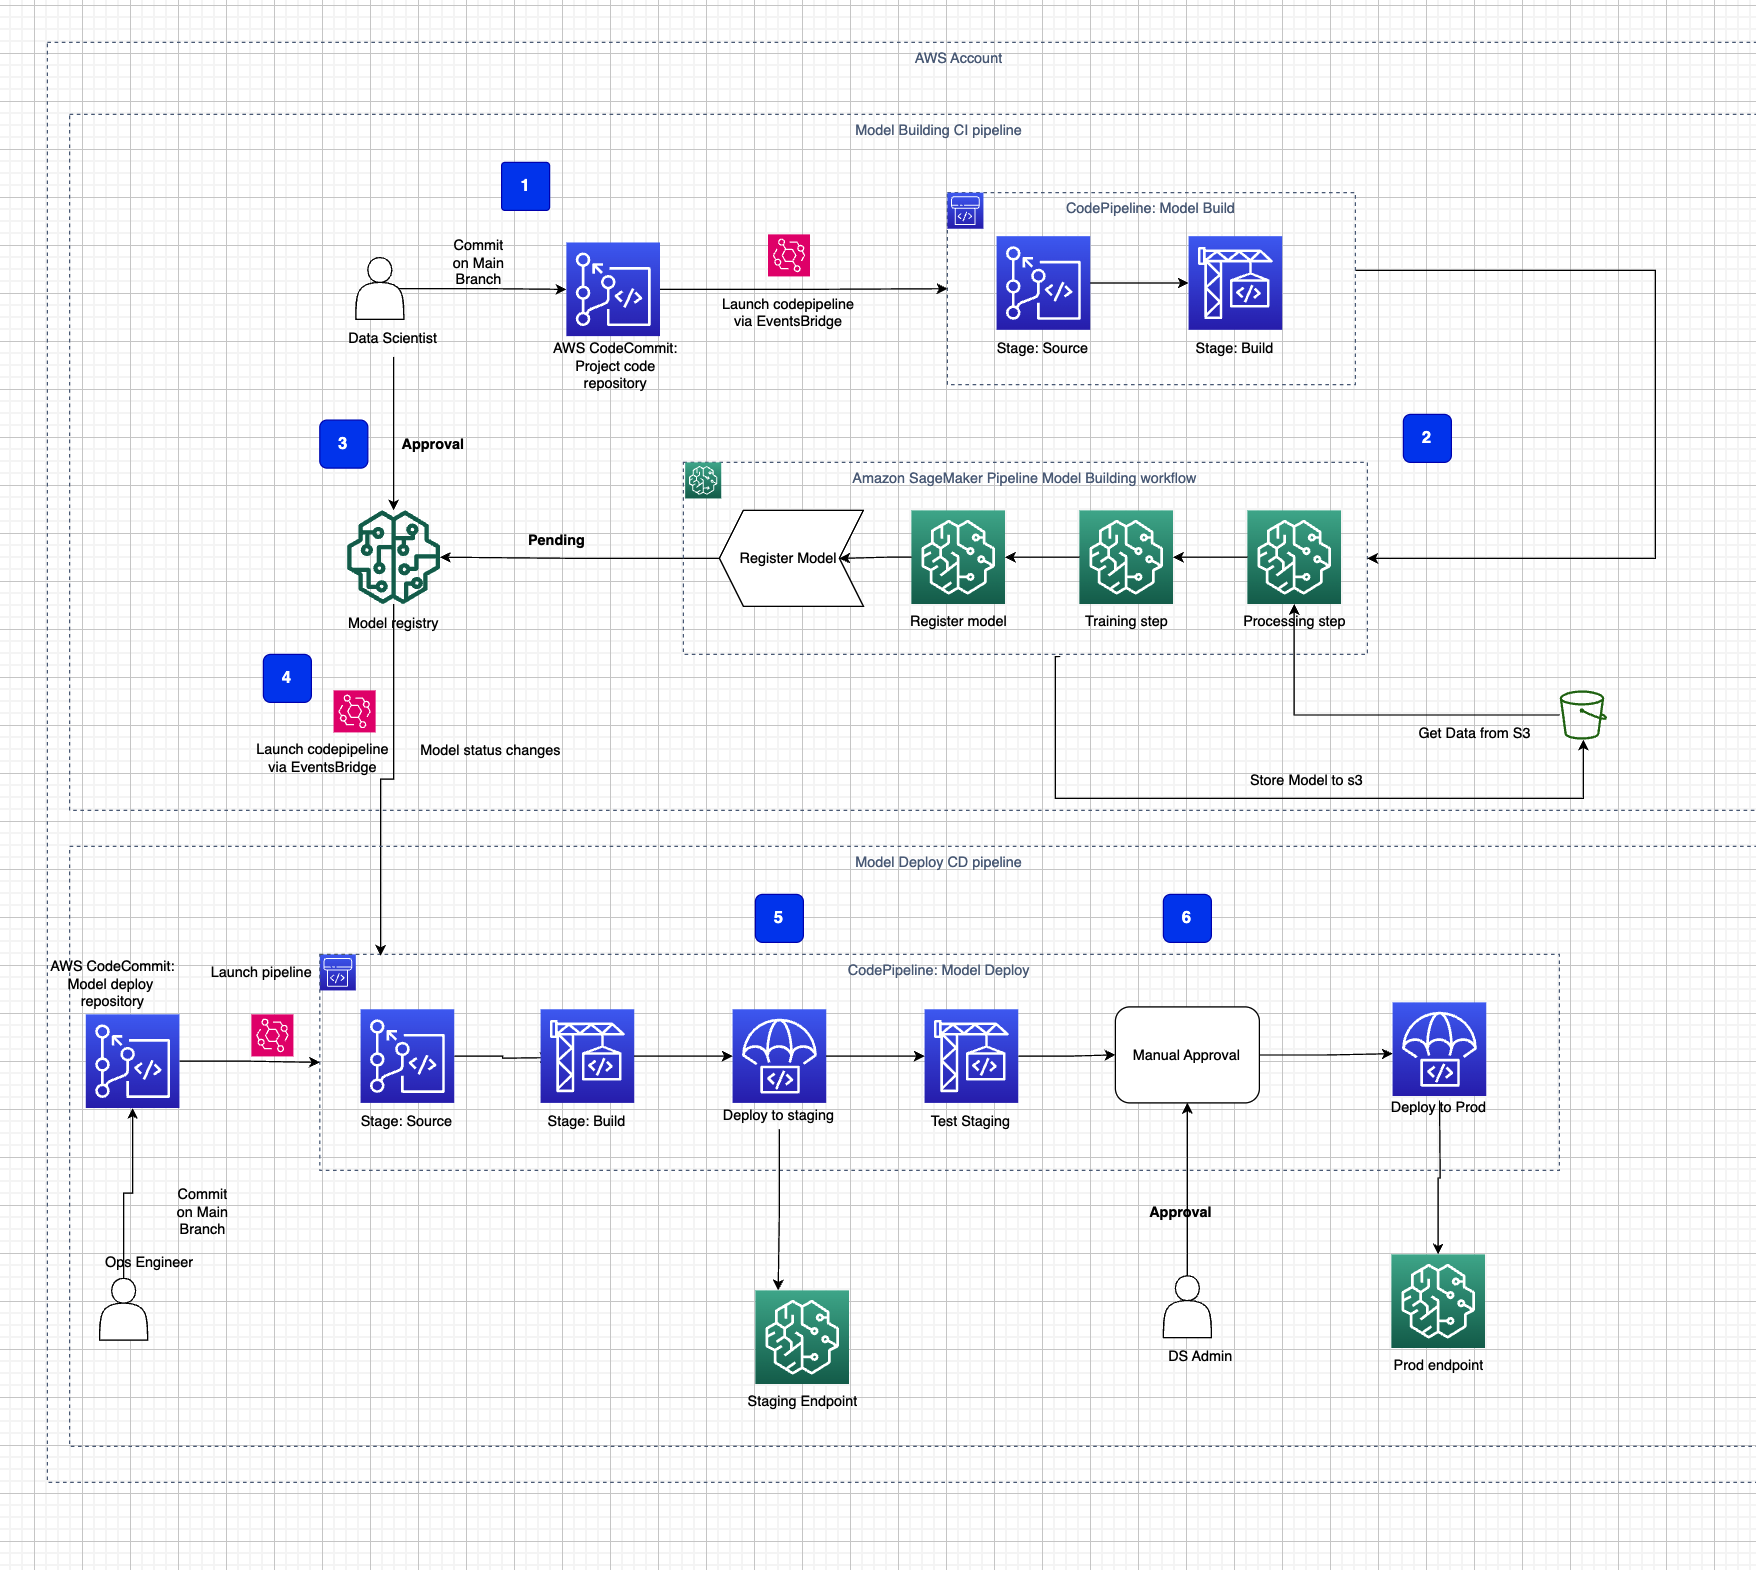 AWS Account
Model Building CI pipeline
1
CodePipeline: Model Build
Commit
on Main
Branch
Launch codepipeline
via EventsBridge
Data Scientist
AWS CodeCommit:
Project code
repository
Stage: Source
Stage: Build
3
Approval
2
Amazon SageMaker Pipeline Model Building workflow
Pending
Register Model
Model registry
Register model
Training step
Processing step
4
Launch codepipeline
via EventsBridge
Model status changes
Get Data from S3
Store Model to s3
Model Deploy CD pipeline
5
6
AWS CodeCommit:
Model deploy
repository
Launch pipeline
CodePipeline: Model Deploy
Manual Approval
Stage: Source
Stage: Build
Deploy to staging
Test Staging
Deploy to Prod
Commit
on Main
Branch
Approval
Ops Engineer
DS Admin
Prod endpoint
Staging Endpoint